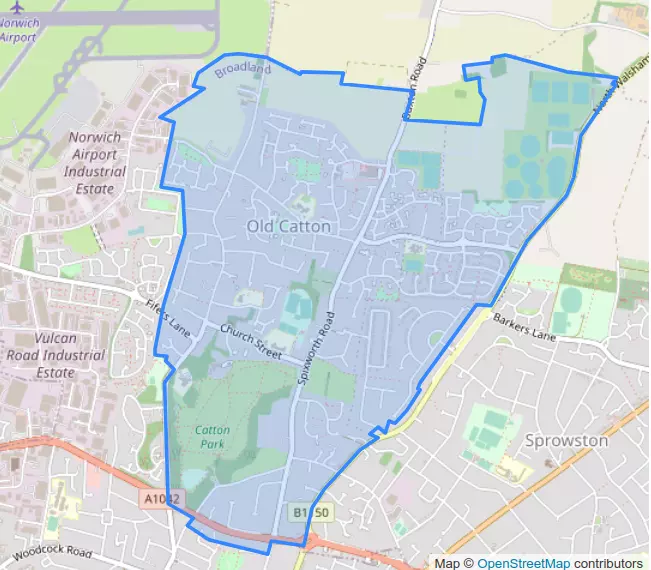 Norwich
Airport
Broadland
Buxton Road
North Walsham
Norwich
Airport
Industrial
Estate
Old Catton
Fifers Lane
Vulcan
Road Industrial
Estate
Church Street
Spixworth Road
Barkers Lane
Catton
Park
Sprowston
A1042
B1150
Woodcock Road
Map © OpenStreetMap contributors